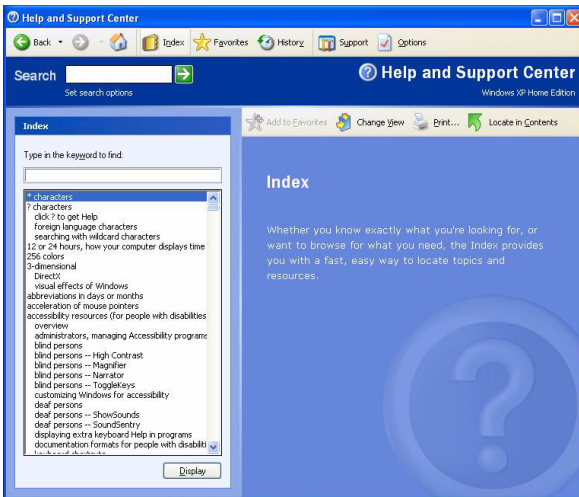 Help and Support Center
Back Index Favorites History Support Options
Search
Set search options
Help and Support Center
Windows XP Home Edition
Index
Add to Favorites Change View Print... Locate in Contents
Type in the keyword to find:
* characters
? characters
click ? to get Help
foreign language characters
searching with wildcard characters
12 or 24 hours, how your computer displays time
256 colors
3-dimensional
DirectX
visual effects of Windows
abbreviations in days or months
acceleration of mouse pointers
accessibility resources (for people with disabilities
overview
administrators, managing Accessibility programs
blind persons
blind persons -- High Contrast
blind persons -- Magnifier
blind persons -- Narrator
blind persons -- ToggleKeys
customizing Windows for accessibility
deaf persons
deaf persons -- ShowSounds
deaf persons -- SoundSentry
displaying extra keyboard Help in programs
documentation formats for people with disabiliti
Display
Index
Whether you know exactly what you're looking for, or
want to browse for what you need, the Index provides
you with a fast, easy way to locate topics and
resources.